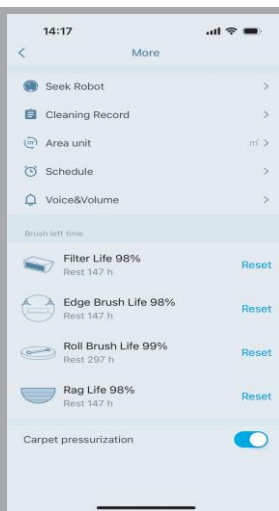 14:17
More
Seek Robot
Cleaning Record
Area unit m²
Schedule
Voice&Volume
Brush left time
Filter Life 98%
Rest 147 h
Reset
Edge Brush Life 98%
Rest 147 h
Reset
Roll Brush Life 99%
Rest 297 h
Reset
Rag Life 98%
Rest 147 h
Reset
Carpet pressurization